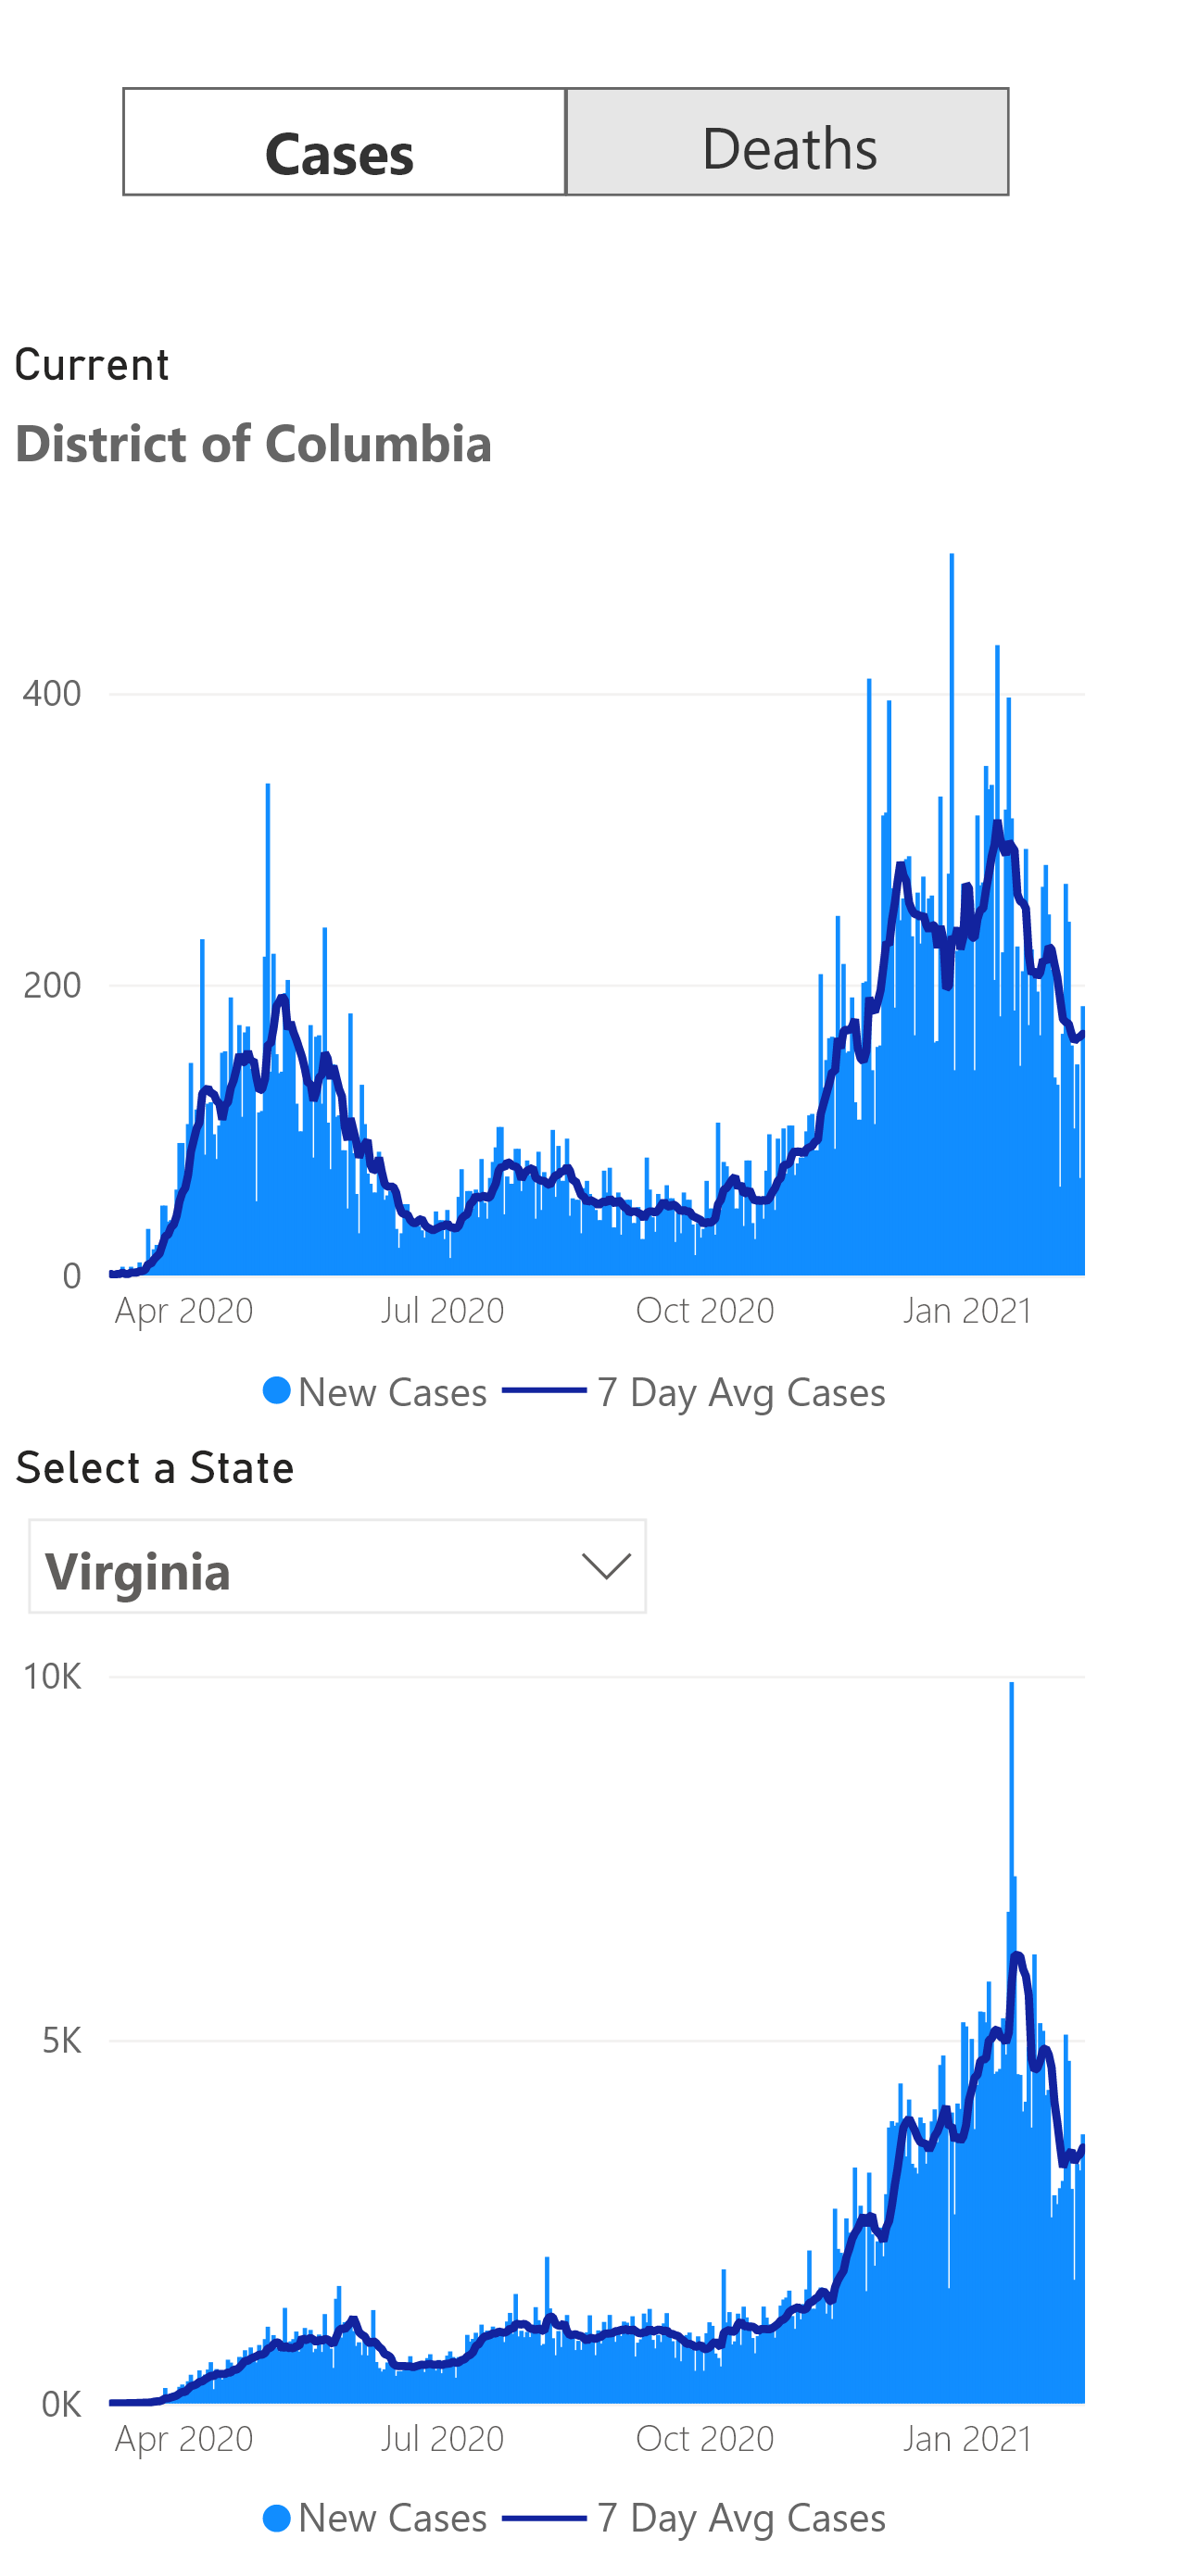 Cases
Deaths
Current
District of Columbia
400
200
0
Apr 2020 Jul 2020 Oct 2020 Jan 2021
New Cases 7 Day Avg Cases
Select a State
Virginia
10K
5K
0K
Apr 2020 Jul 2020 Oct 2020 Jan 2021
New Cases 7 Day Avg Cases